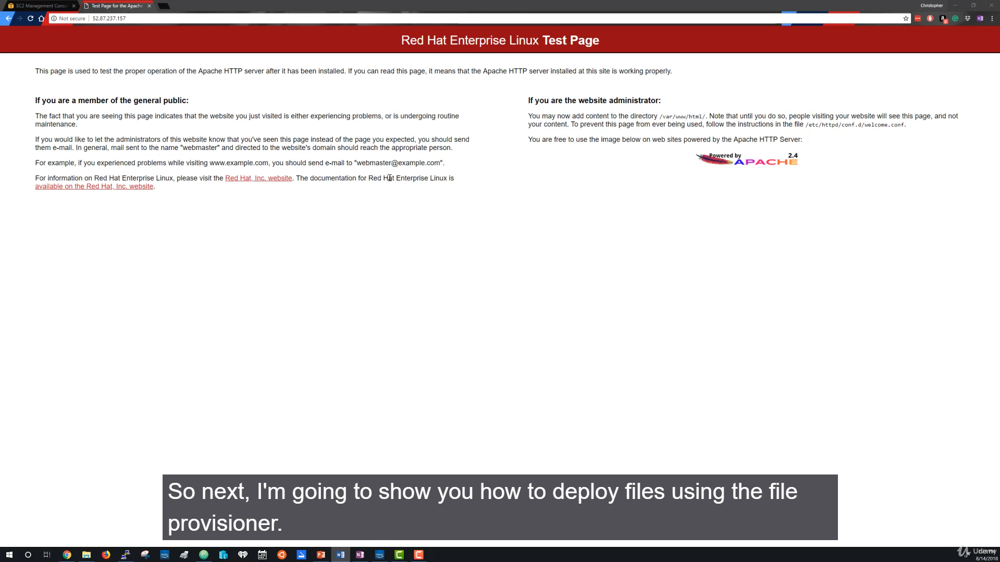 EC2 Management Consol
Test Page for the Apache
Christopher
Not secure
52.87.237.157
Red Hat Enterprise Linux Test Page
This page is used to test the proper operation of the Apache HTTP server after it has been installed. If you can read this page, it means that the Apache HTTP server installed at this site is working properly.
If you are a member of the general public:
The fact that you are seeing this page indicates that the website you just visited is either experiencing problems, or is undergoing routine
maintenance.
If you would like to let the administrators of this website know that you've seen this page instead of the page you expected, you should send
them e-mail. In general, mail sent to the name "webmaster" and directed to the website's domain should reach the appropriate person.
For example, if you experienced problems while visiting www.example.com, you should send e-mail to "webmaster@example.com".
For information on Red Hat Enterprise Linux, please visit the Red Hat, Inc. website. The documentation for Red Hat Enterprise Linux is
available on the Red Hat, Inc. website.
If you are the website administrator:
You may now add content to the directory /var/www/html/. Note that until you do so, people visiting your website will see this page, and not
your content. To prevent this page from ever being used, follow the instructions in the file /etc/httpd/conf.d/welcome.conf.
You are free to use the image below on web sites powered by the Apache HTTP Server:
Powered by 2.4
APACHE
So next, I'm going to show you how to deploy files using the file
provisioner.
Udemy
8/14/2018